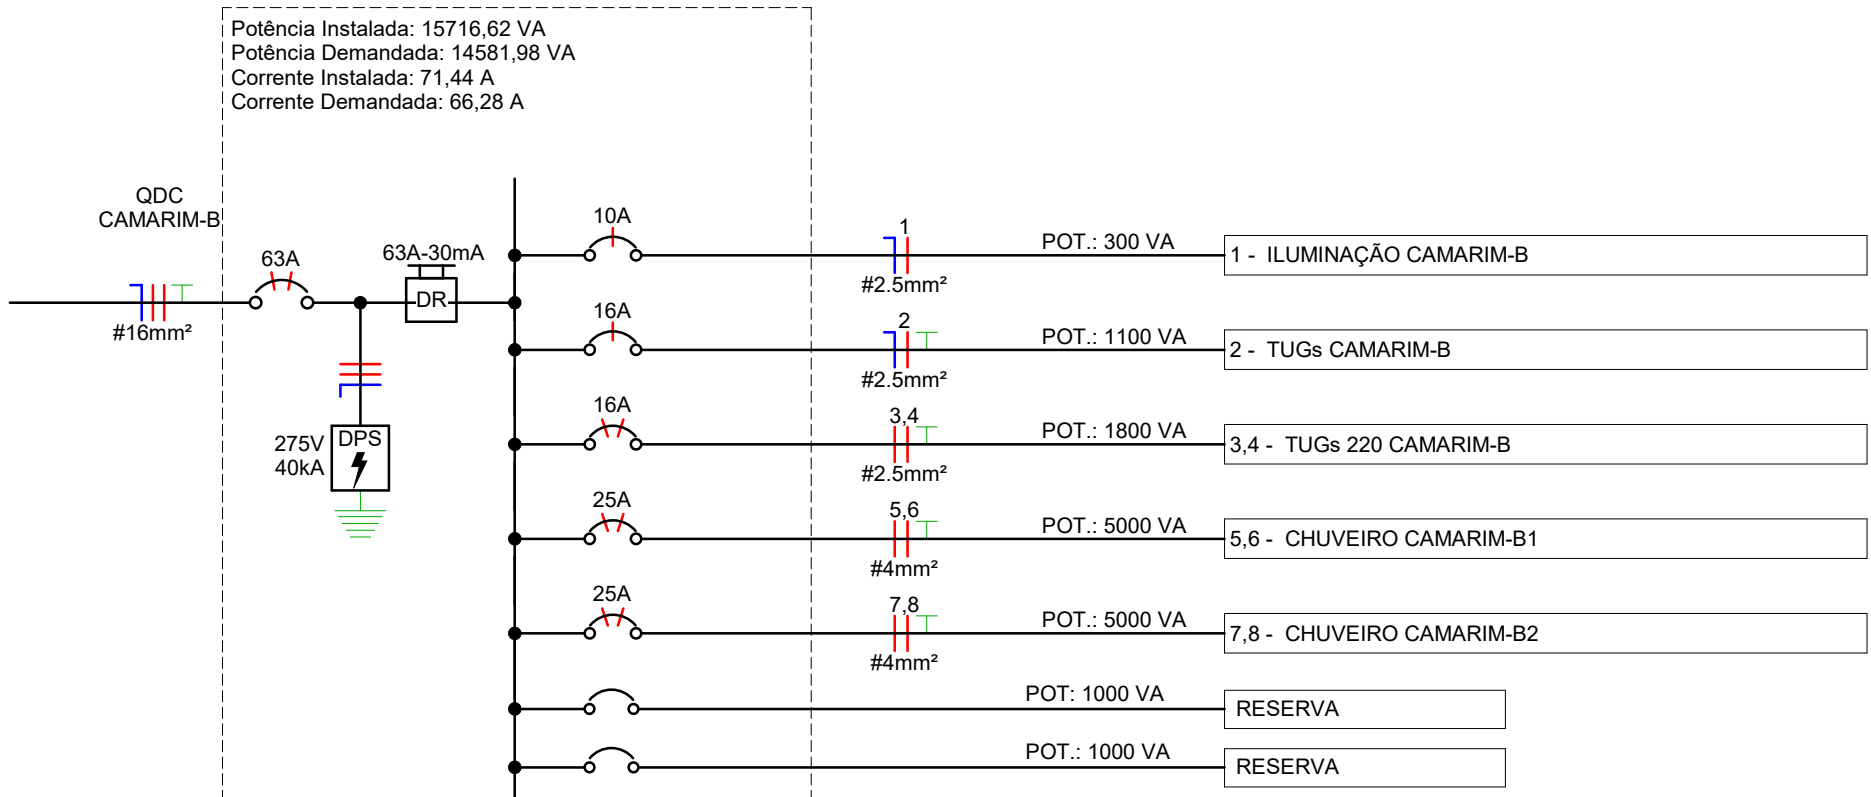 Potência Instalada: 15716,62 VA
Potência Demandada: 14581,98 VA
Corrente Instalada: 71,44 A
Corrente Demandada: 66,28 A
QDC
CAMARIM-B
#16mm²
63A
63A-30mA
DR
275V
40kA
DPS
10A
1
#2.5mm²
POT.: 300 VA
1 - ILUMINAÇÃO CAMARIM-B
16A
2
#2.5mm²
POT.: 1100 VA
2 - TUGs CAMARIM-B
16A
3,4
#2.5mm²
POT.: 1800 VA
3,4 - TUGs 220 CAMARIM-B
25A
5,6
#4mm²
POT.: 5000 VA
5,6 - CHUVEIRO CAMARIM-B1
25A
7,8
#4mm²
POT.: 5000 VA
7,8 - CHUVEIRO CAMARIM-B2
POT: 1000 VA
RESERVA
POT.: 1000 VA
RESERVA